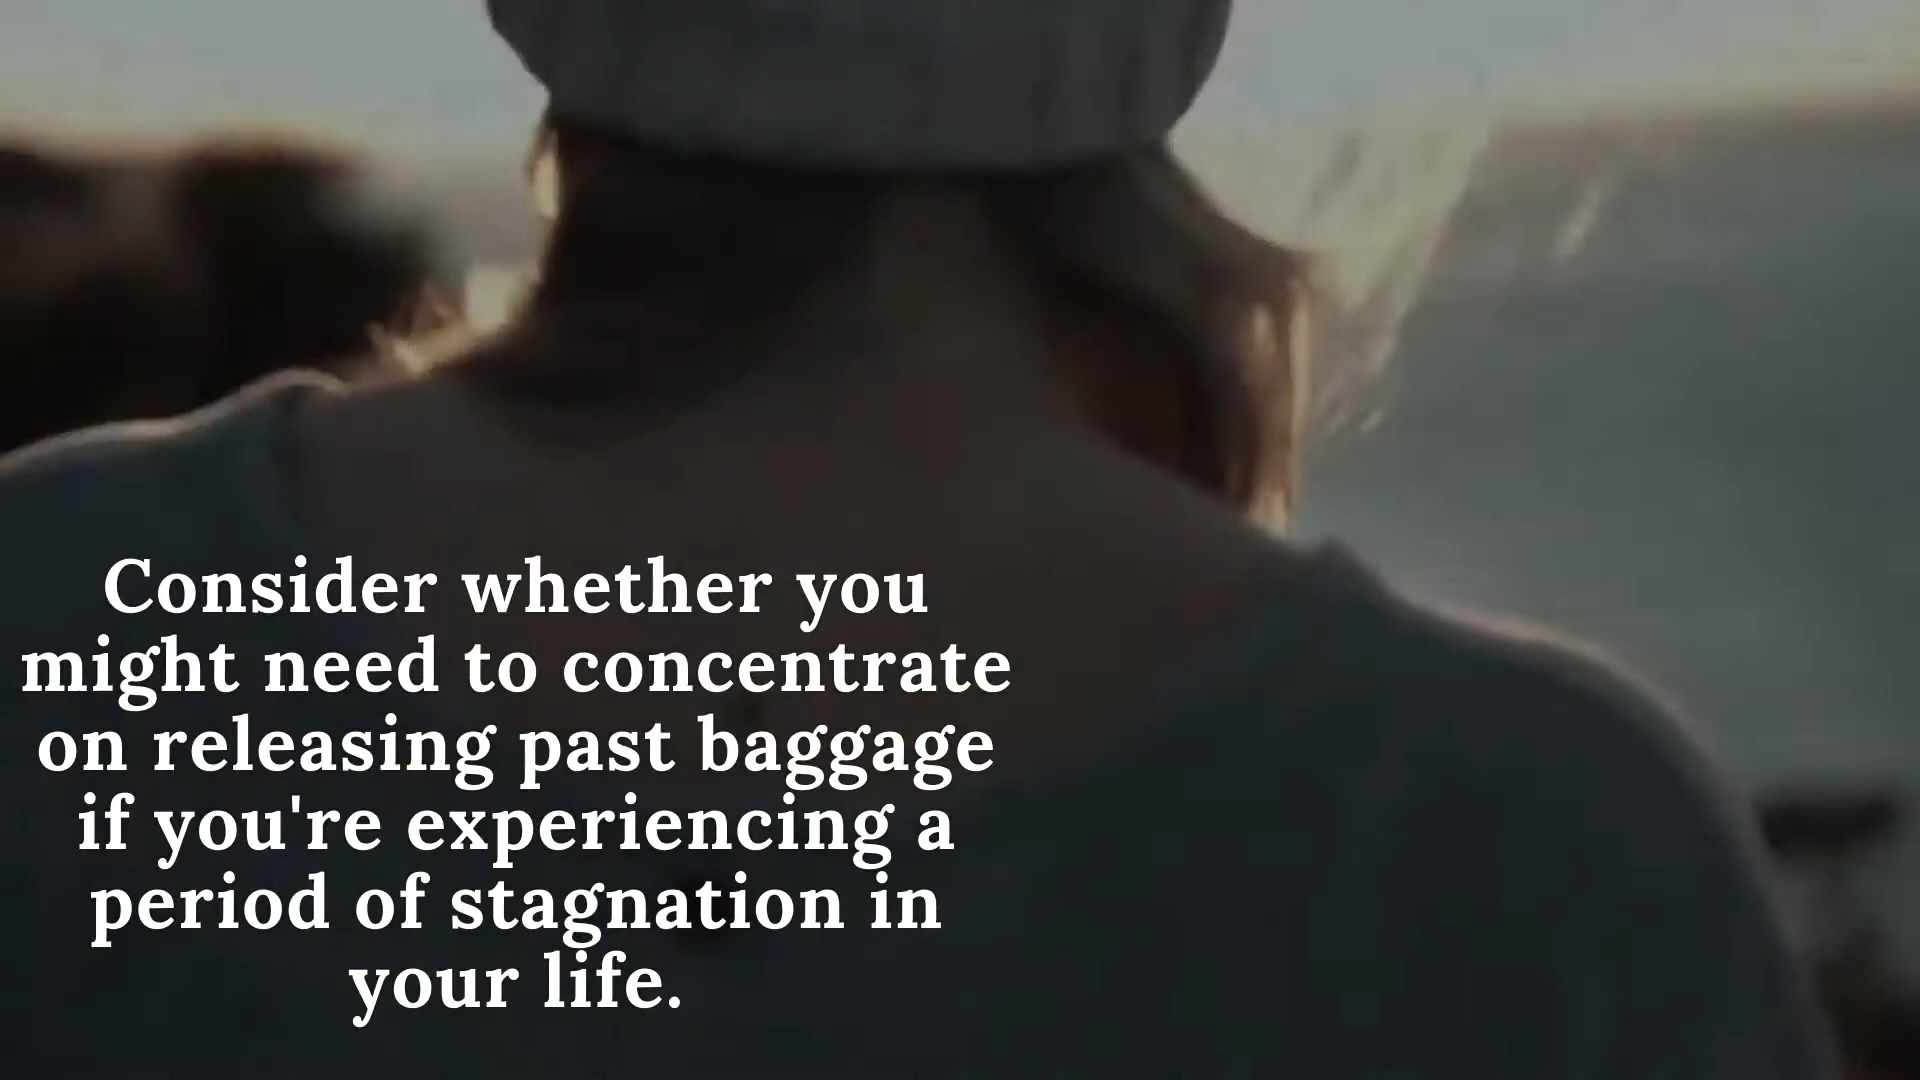 Consider whether you
might need to concentrate
on releasing past baggage
if you're experiencing a
period of stagnation in
your life.